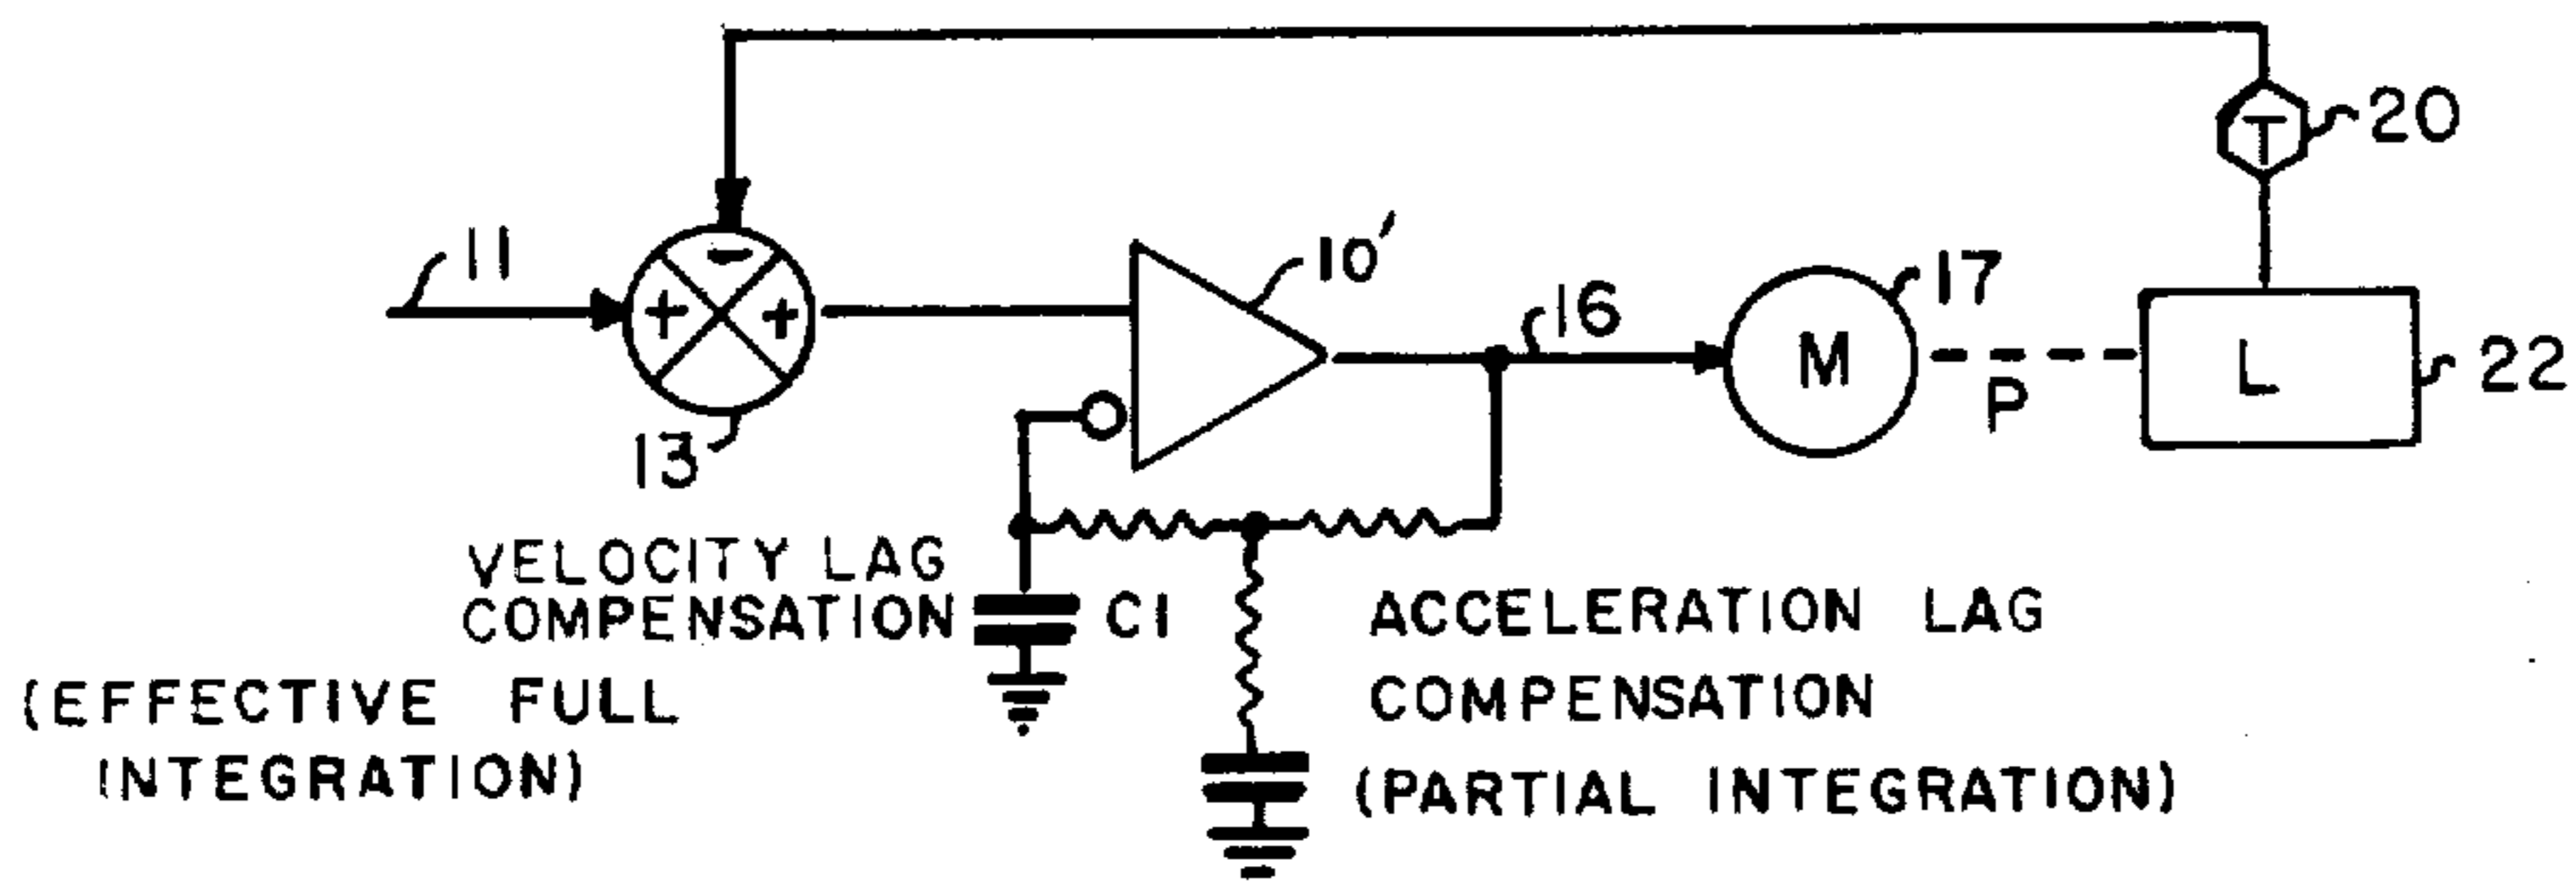 T
20
11
−
+ +
13
10′
16
17
M
P
L
22
VELOCITY LAG
COMPENSATION
C1
(EFFECTIVE FULL
INTEGRATION)
ACCELERATION LAG
COMPENSATION
(PARTIAL INTEGRATION)